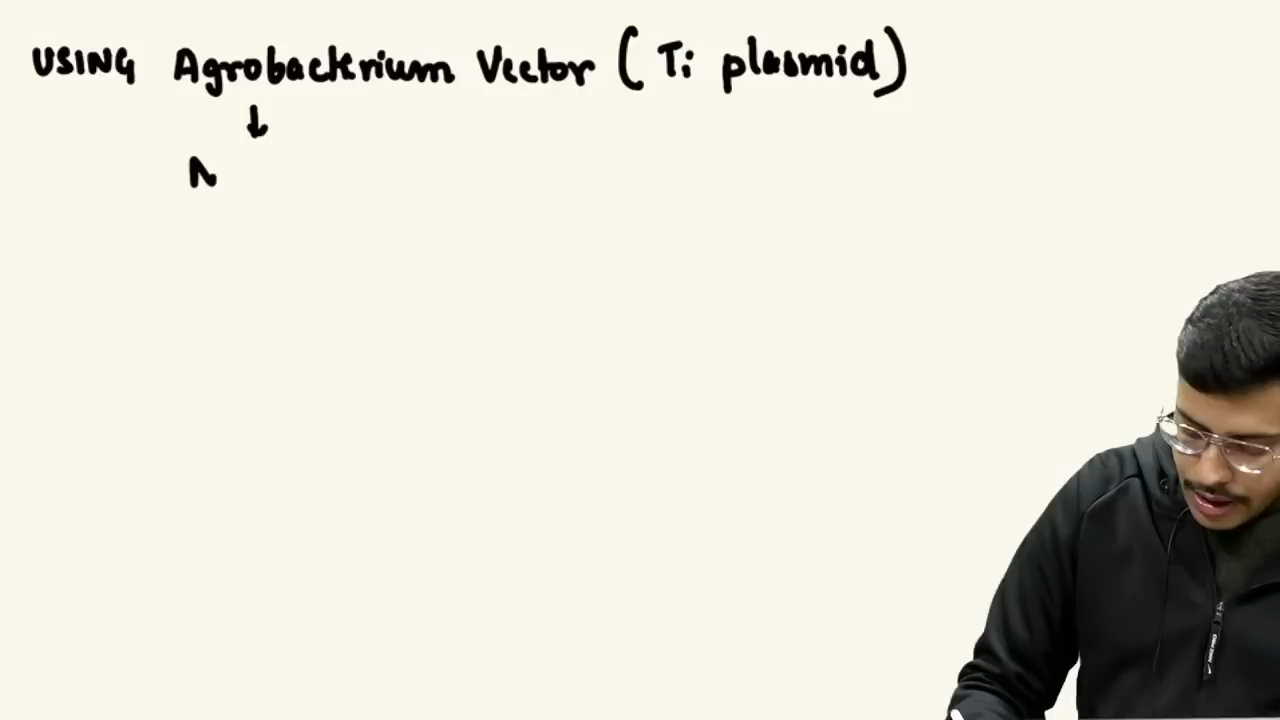 USING Agrobacterium Vector (Ti plasmid)
↓